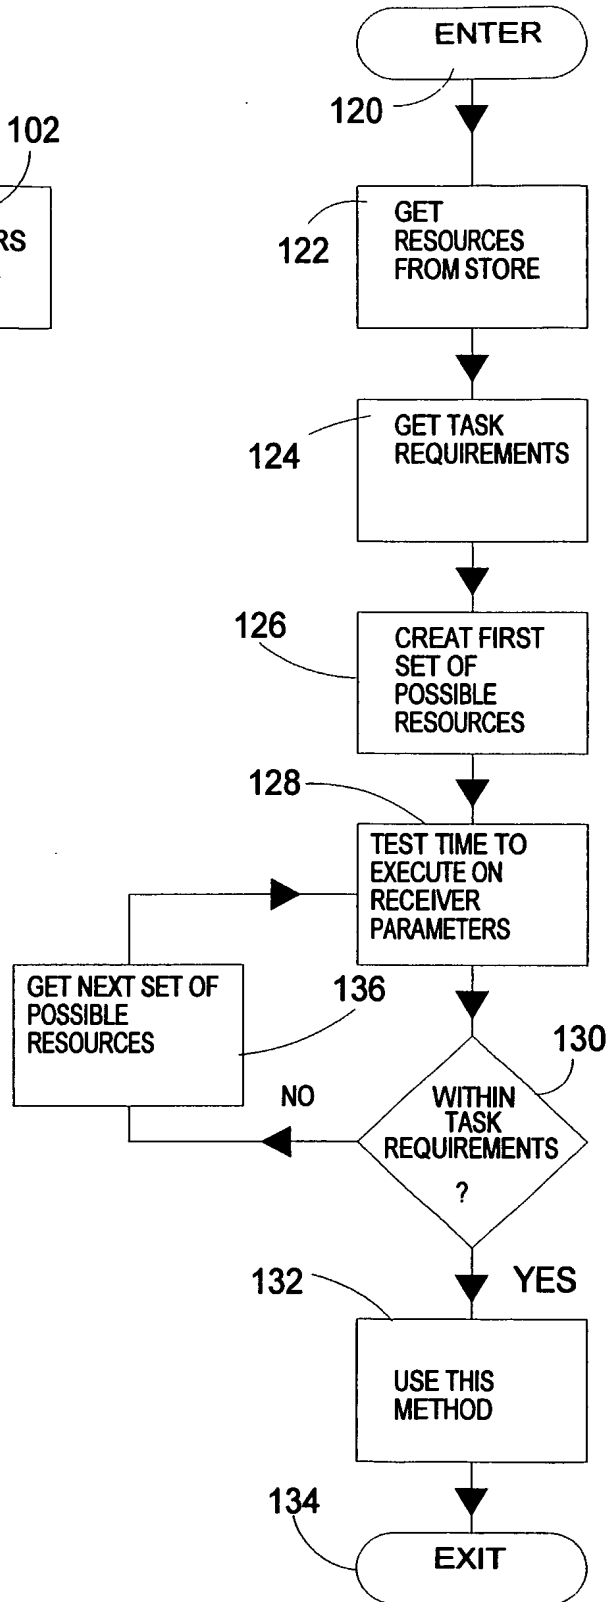 ENTER
120
102
RS
122
GET
RESOURCES
FROM STORE
124
GET TASK
REQUIREMENTS
126
CREAT FIRST
SET OF
POSSIBLE
RESOURCES
128
TEST TIME TO
EXECUTE ON
RECEIVER
PARAMETERS
GET NEXT SET OF
POSSIBLE
RESOURCES
136
130
NO
WITHIN
TASK
REQUIREMENTS
?
132
YES
USE THIS
METHOD
134
EXIT